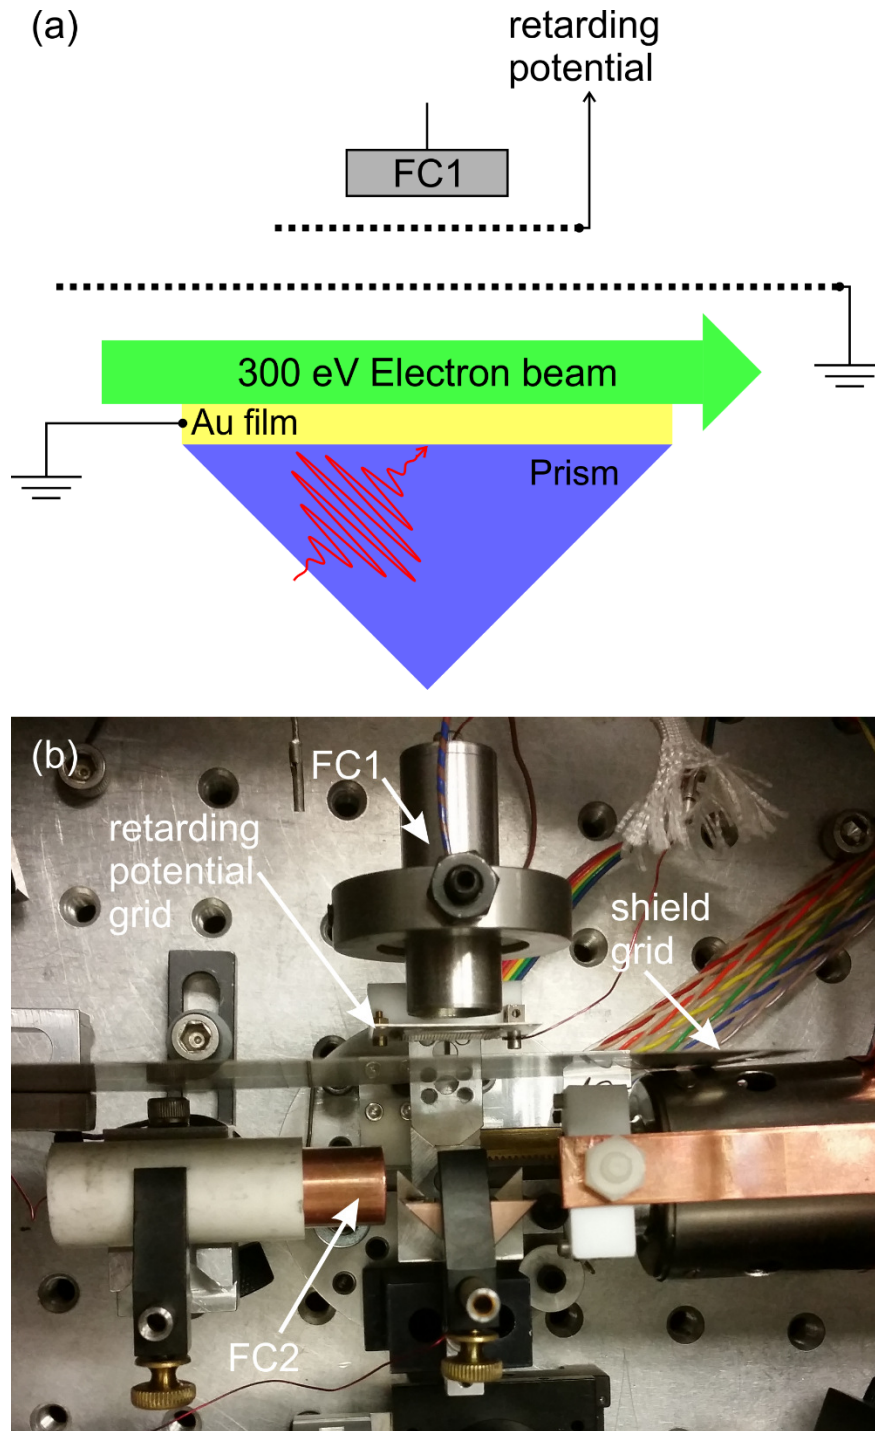 (a)
retarding
potential
FC1
300 eV Electron beam
Au film
Prism
(b)
FC1
retarding
potential
grid
shield
grid
FC2